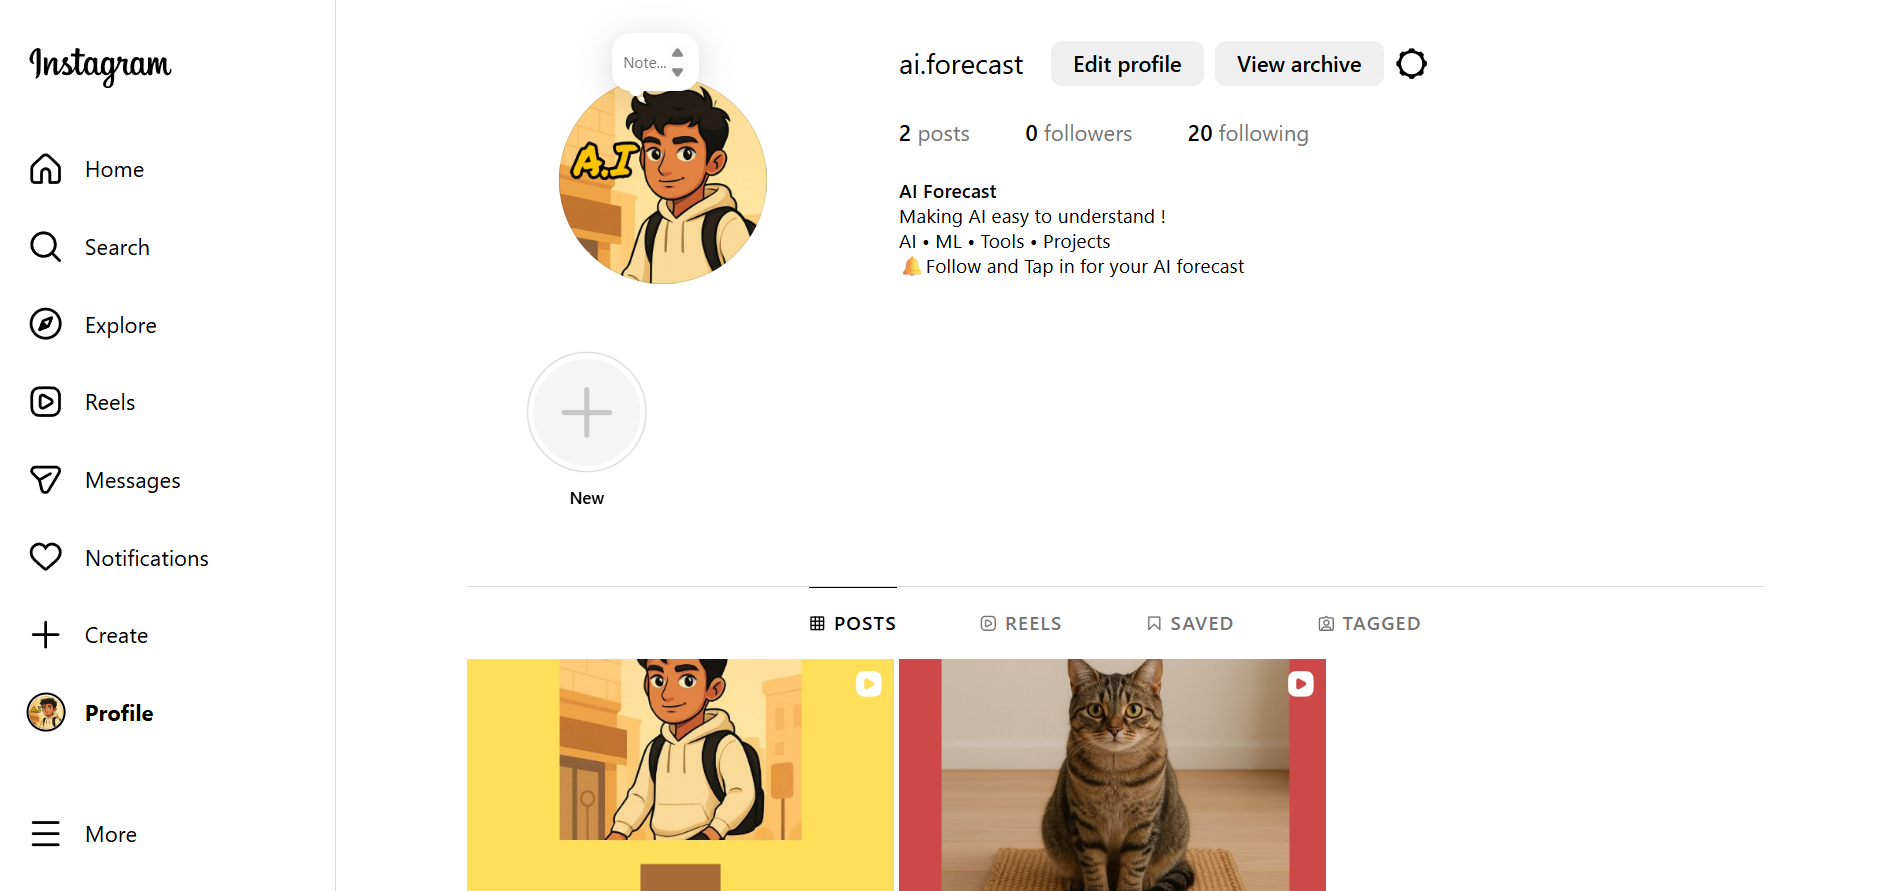 Instagram
Home
Search
Explore
Reels
Messages
Notifications
Create
Profile
More
Note...
A.I
ai.forecast
Edit profile
View archive
2 posts
0 followers
20 following
AI Forecast
Making AI easy to understand !
AI • ML • Tools • Projects
🔔Follow and Tap in for your AI forecast
New
POSTS
REELS
SAVED
TAGGED